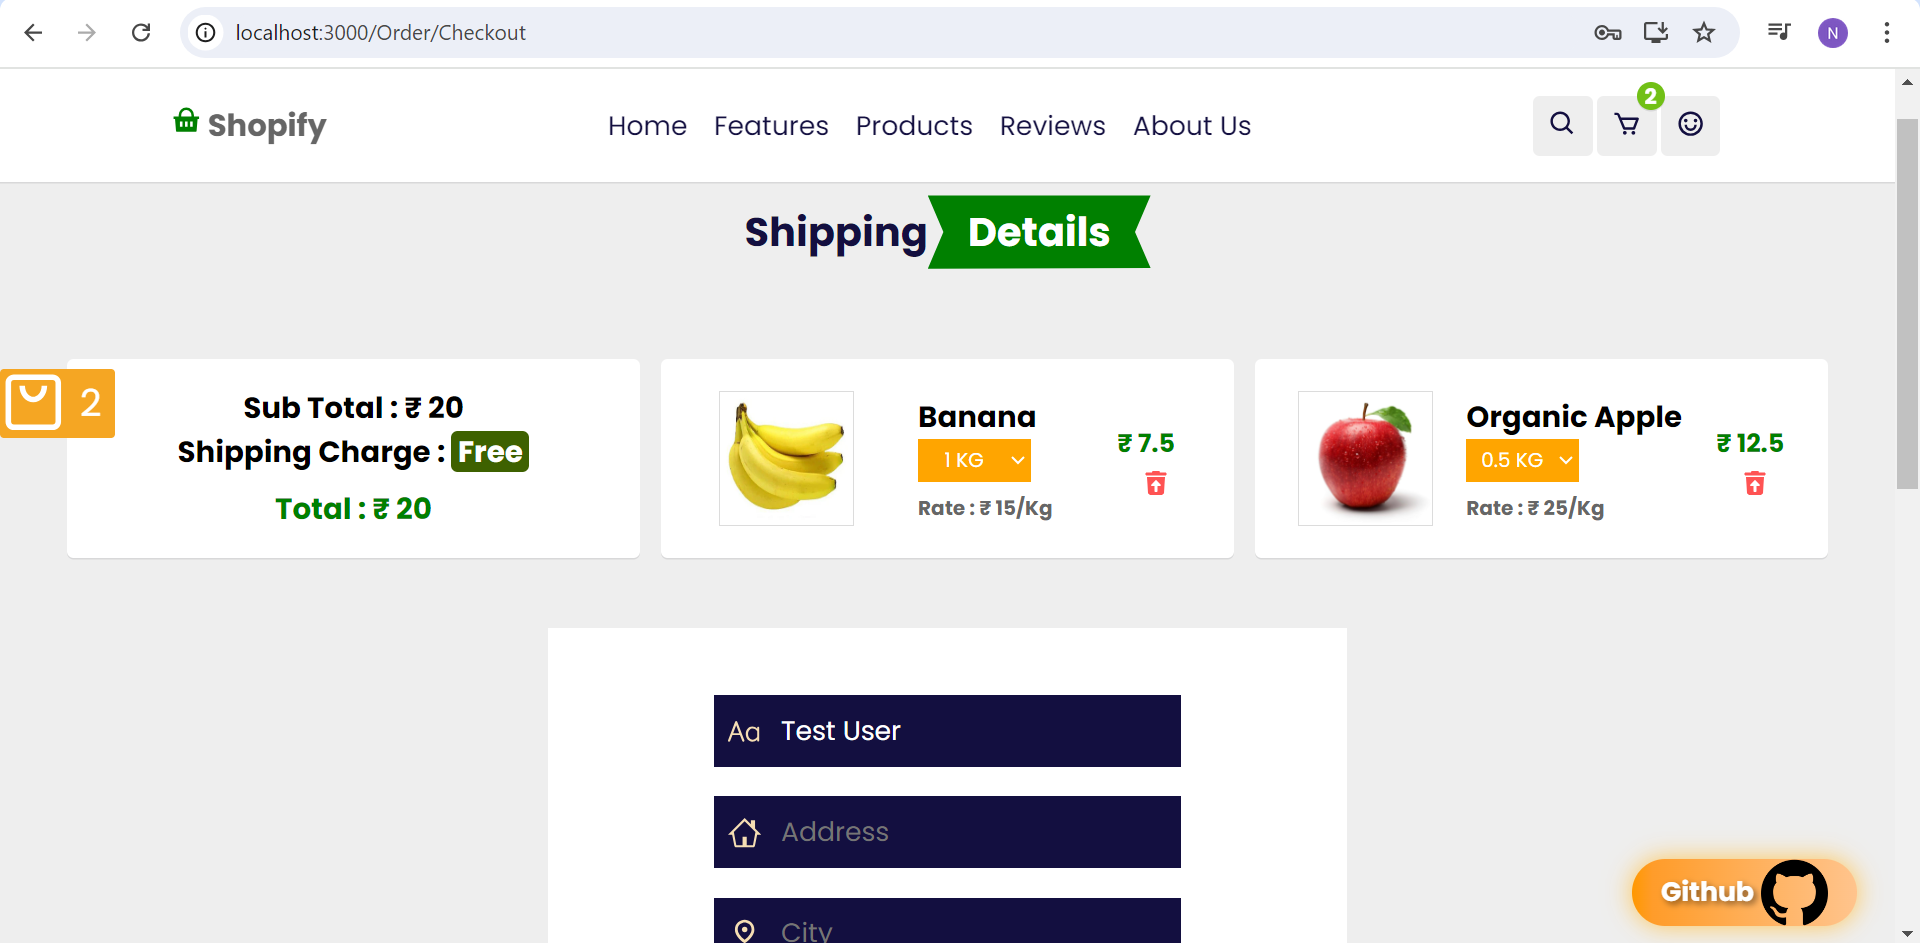 localhost:3000/Order/Checkout
N
Shopify
Home Features Products Reviews About Us
2
Shipping Details
2
Sub Total : ₹ 20
Shipping Charge : Free
Total : ₹ 20
Banana
1 KG
₹ 7.5
Rate : ₹ 15/Kg
Organic Apple
0.5 KG
₹ 12.5
Rate : ₹ 25/Kg
Aa Test User
Address
City
Github